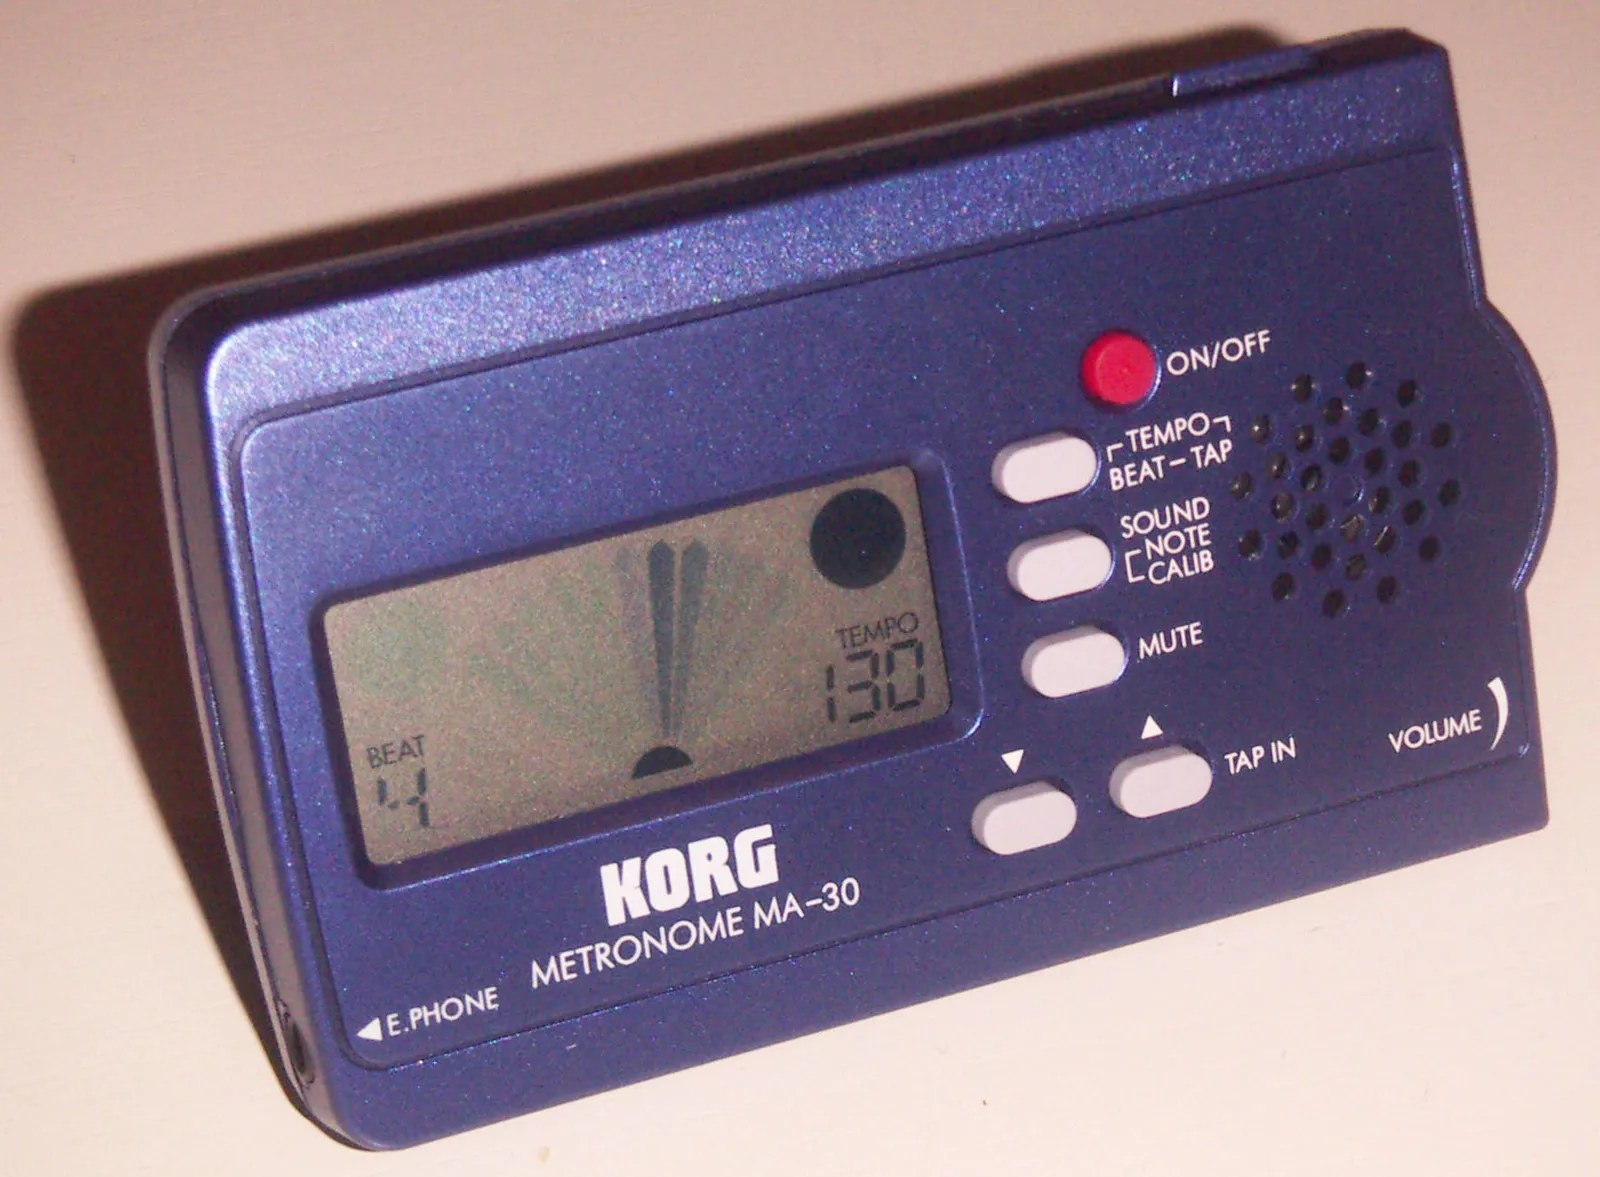 ON/OFF
TEMPO
BEAT – TAP
SOUND
NOTE
CALIB
MUTE
TEMPO
130
BEAT
4
▼ ▲
TAP IN
VOLUME
KORG
METRONOME MA-30
◀ E.PHONE